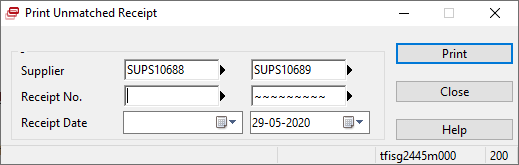 Print Unmatched Receipt
Supplier SUPS10688 SUPS10689 Print
Receipt No. ~~~~~~~~~ Close
Receipt Date 29-05-2020 Help
tfisg2445m000 200